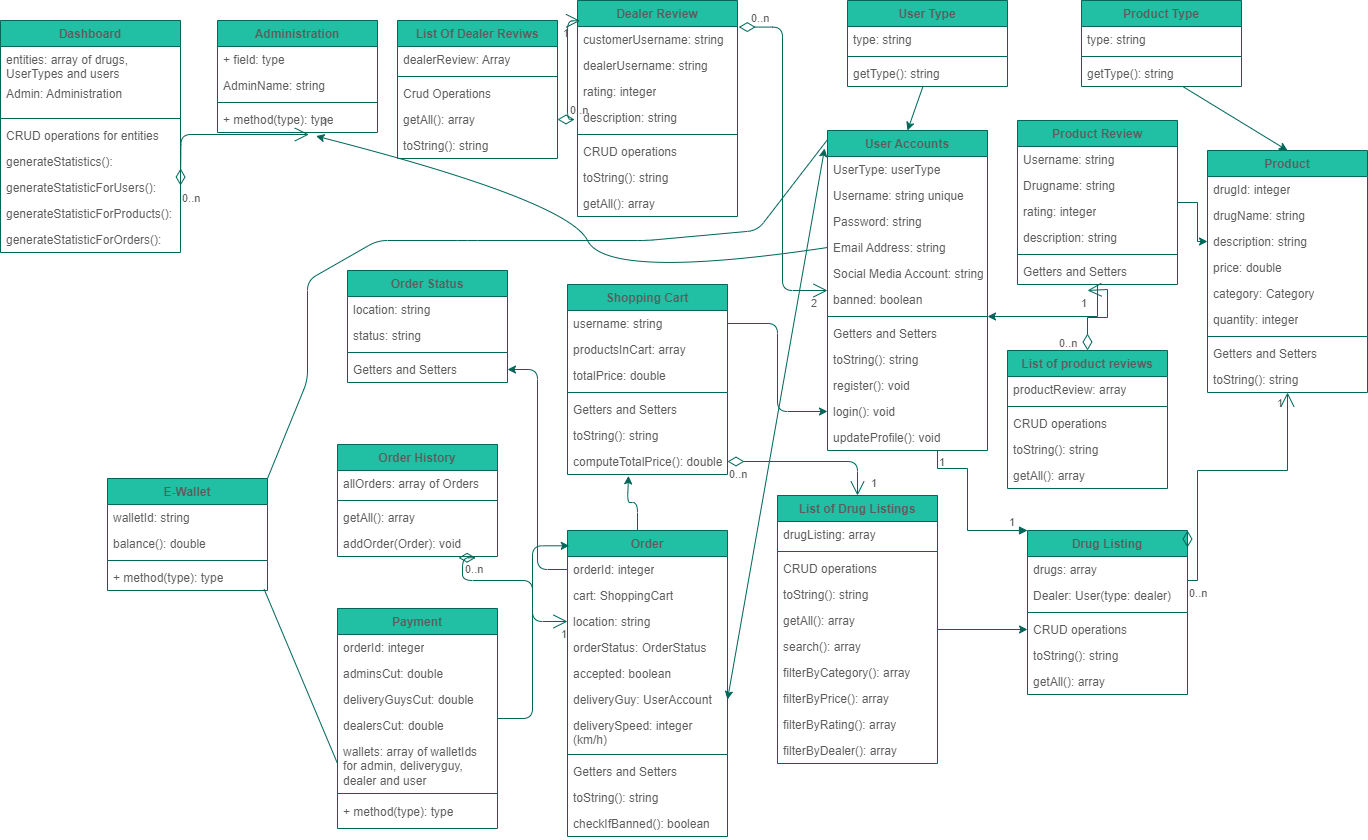 Dashboard
entities: array of drugs,
UserTypes and users
Admin: Administration
CRUD operations for entities
generateStatistics():
generateStatisticForUsers():
generateStatisticForProducts():
generateStatisticForOrders():
0..n
Administration
+ field: type
AdminName: string
+ method(type): type
1
List Of Dealer Reviws
dealerReview: Array
Crud Operations
getAll(): array
toString(): string
0..n
1
Dealer Review
customerUsername: string
dealerUsername: string
rating: integer
description: string
CRUD operations
toString(): string
getAll(): array
0..n
2
User Type
type: string
getType(): string
Product Type
type: string
getType(): string
User Accounts
UserType: userType
Username: string unique
Password: string
Email Address: string
Social Media Account: string
banned: boolean
Getters and Setters
toString(): string
register(): void
login(): void
updateProfile(): void
1
Product Review
Username: string
Drugname: string
rating: integer
description: string
Getters and Setters
1
0..n
Product
drugId: integer
drugName: string
description: string
price: double
category: Category
quantity: integer
Getters and Setters
toString(): string
1
List of product reviews
productReview: array
CRUD operations
toString(): string
getAll(): array
Order Status
location: string
status: string
Getters and Setters
Shopping Cart
username: string
productsInCart: array
totalPrice: double
Getters and Setters
toString(): string
computeTotalPrice(): double
0..n
1
Order History
allOrders: array of Orders
getAll(): array
addOrder(Order): void
0..n
1
E-Wallet
walletId: string
balance(): double
+ method(type): type
Payment
orderId: integer
adminsCut: double
deliveryGuysCut: double
dealersCut: double
wallets: array of walletIds
for admin, deliveryguy,
dealer and user
+ method(type): type
Order
orderId: integer
cart: ShoppingCart
location: string
orderStatus: OrderStatus
accepted: boolean
deliveryGuy: UserAccount
deliverySpeed: integer
(km/h)
Getters and Setters
toString(): string
checkIfBanned(): boolean
List of Drug Listings
drugListing: array
CRUD operations
toString(): string
getAll(): array
search(): array
filterByCategory(): array
filterByPrice(): array
filterByRating(): array
filterByDealer(): array
1
Drug Listing
drugs: array
Dealer: User(type: dealer)
CRUD operations
toString(): string
getAll(): array
0..n